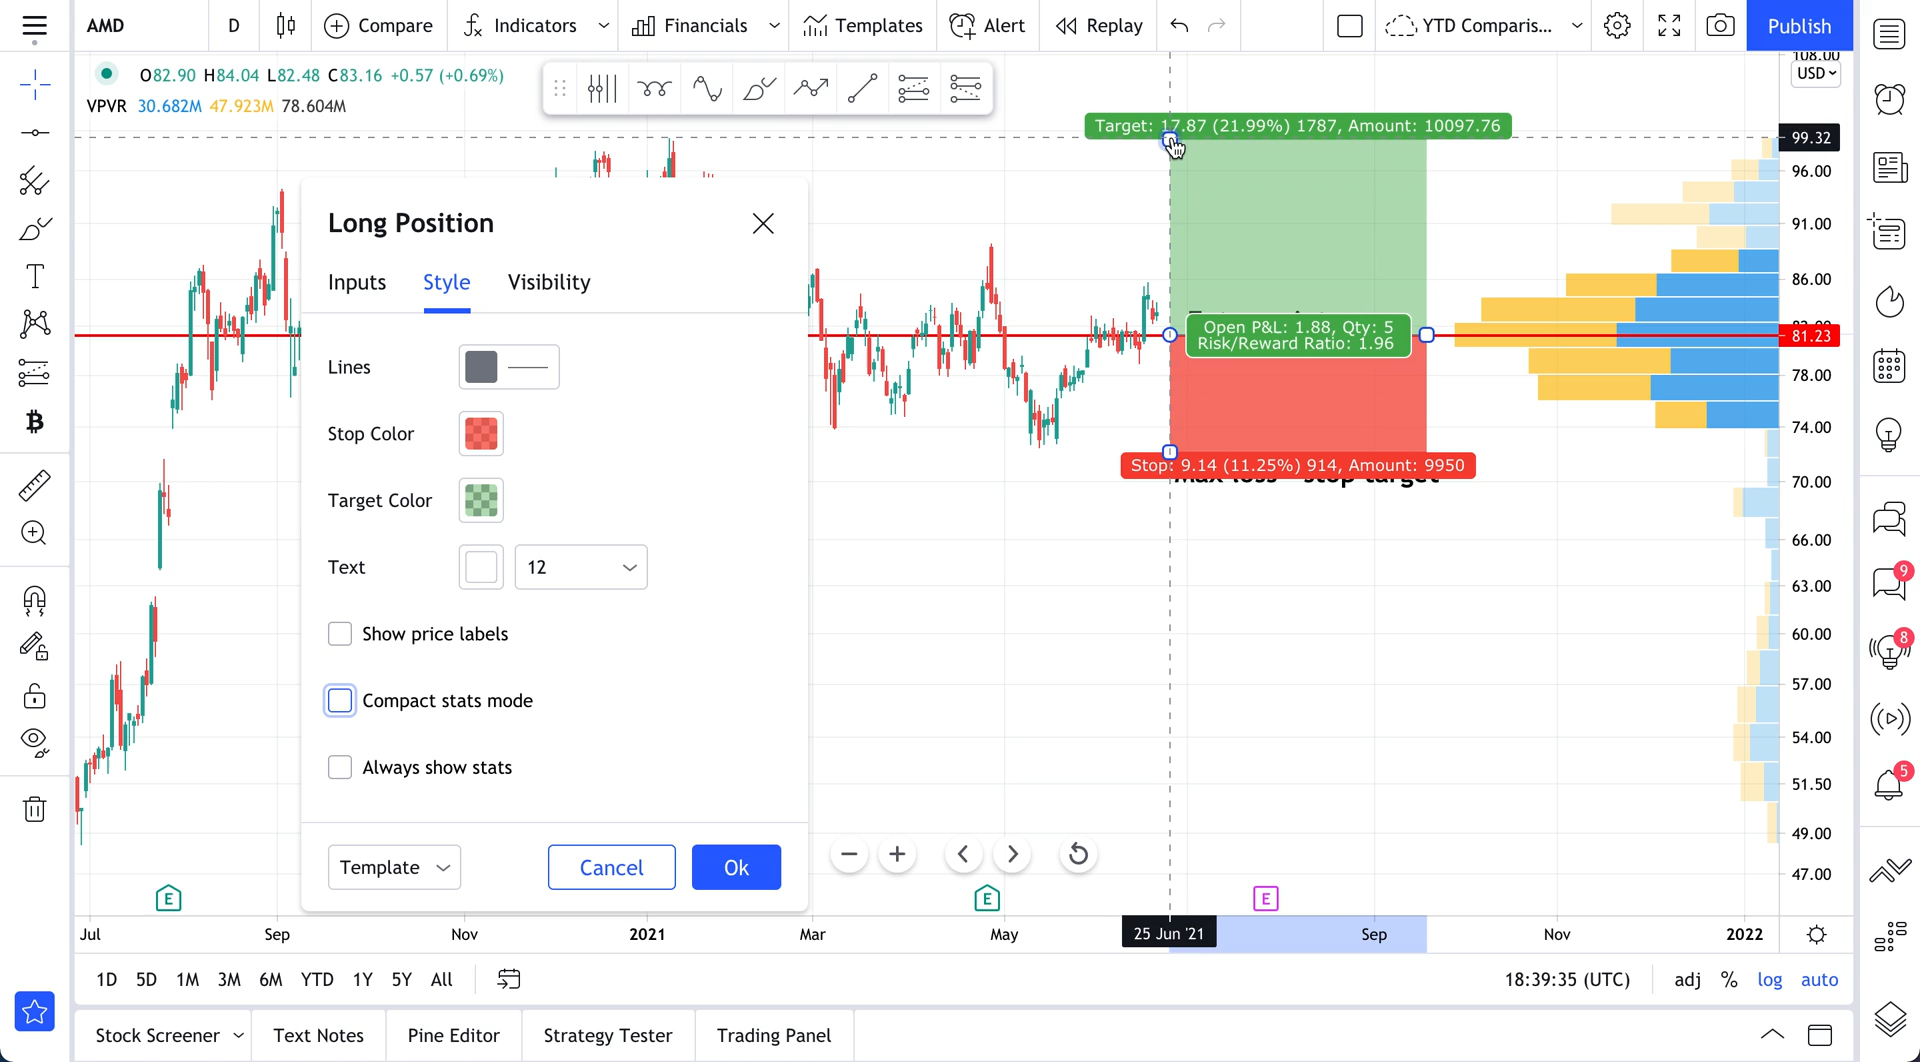 AMD D Compare Indicators Financials Templates Alert Replay YTD Comparis... Publish
108.00
O82.90 H84.04 L82.48 C83.16 +0.57 (+0.69%)
USD
VPVR 30.682M 47.923M 78.604M
Target: 17.87 (21.99%) 1787, Amount: 10097.76
99.32
96.00
Long Position
91.00
Inputs Style Visibility
86.00
Open P&L: 1.88, Qty: 5
81.23
Risk/Reward Ratio: 1.96
Lines
78.00
Stop Color
74.00
Stop: 9.14 (11.25%) 914, Amount: 9950
Max loss - stop target
70.00
Target Color
66.00
Text 12
63.00
Show price labels
60.00
57.00
Compact stats mode
54.00
Always show stats
51.50
49.00
Template Cancel Ok
47.00
E E E
Jul Sep Nov 2021 Mar May 25 Jun '21 Sep Nov 2022
1D 5D 1M 3M 6M YTD 1Y 5Y All
18:39:35 (UTC) adj % log auto
Stock Screener Text Notes Pine Editor Strategy Tester Trading Panel
9
8
5